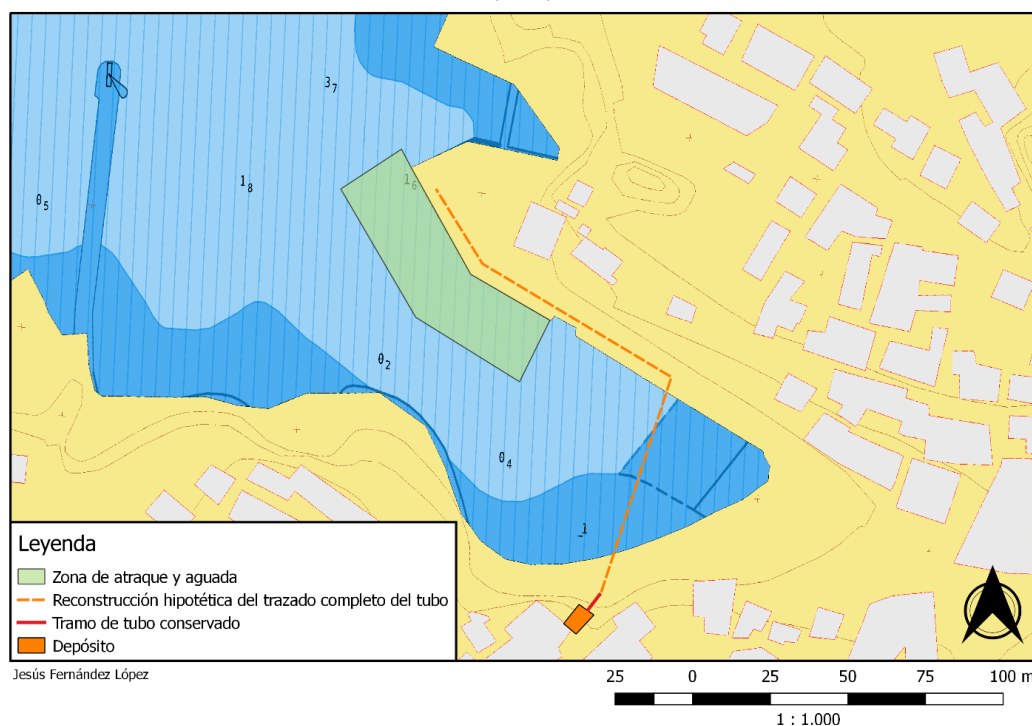 3₇
1₆
1₈
0₅
0₂
0₄
1
Leyenda
Zona de atraque y aguada
Reconstrucción hipotética del trazado completo del tubo
Tramo de tubo conservado
Depósito
Jesús Fernández López
25 0 25 50 75 100 m
1 : 1.000